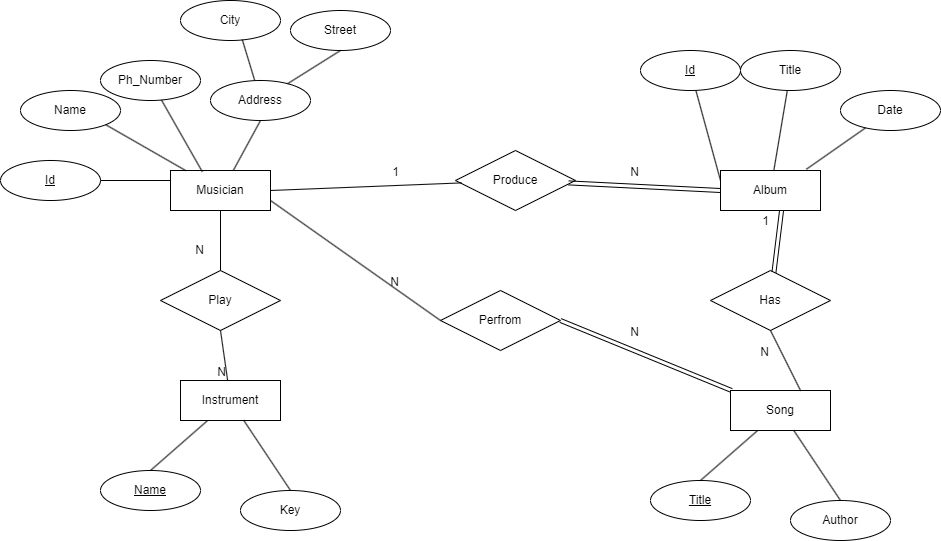 City
Street
Ph_Number
Address
Name
Id
Musician
1
Produce
N
Id
Title
Date
Album
1
N
Play
N
N
Perfrom
N
Has
N
Instrument
Song
Name
Key
Title
Author